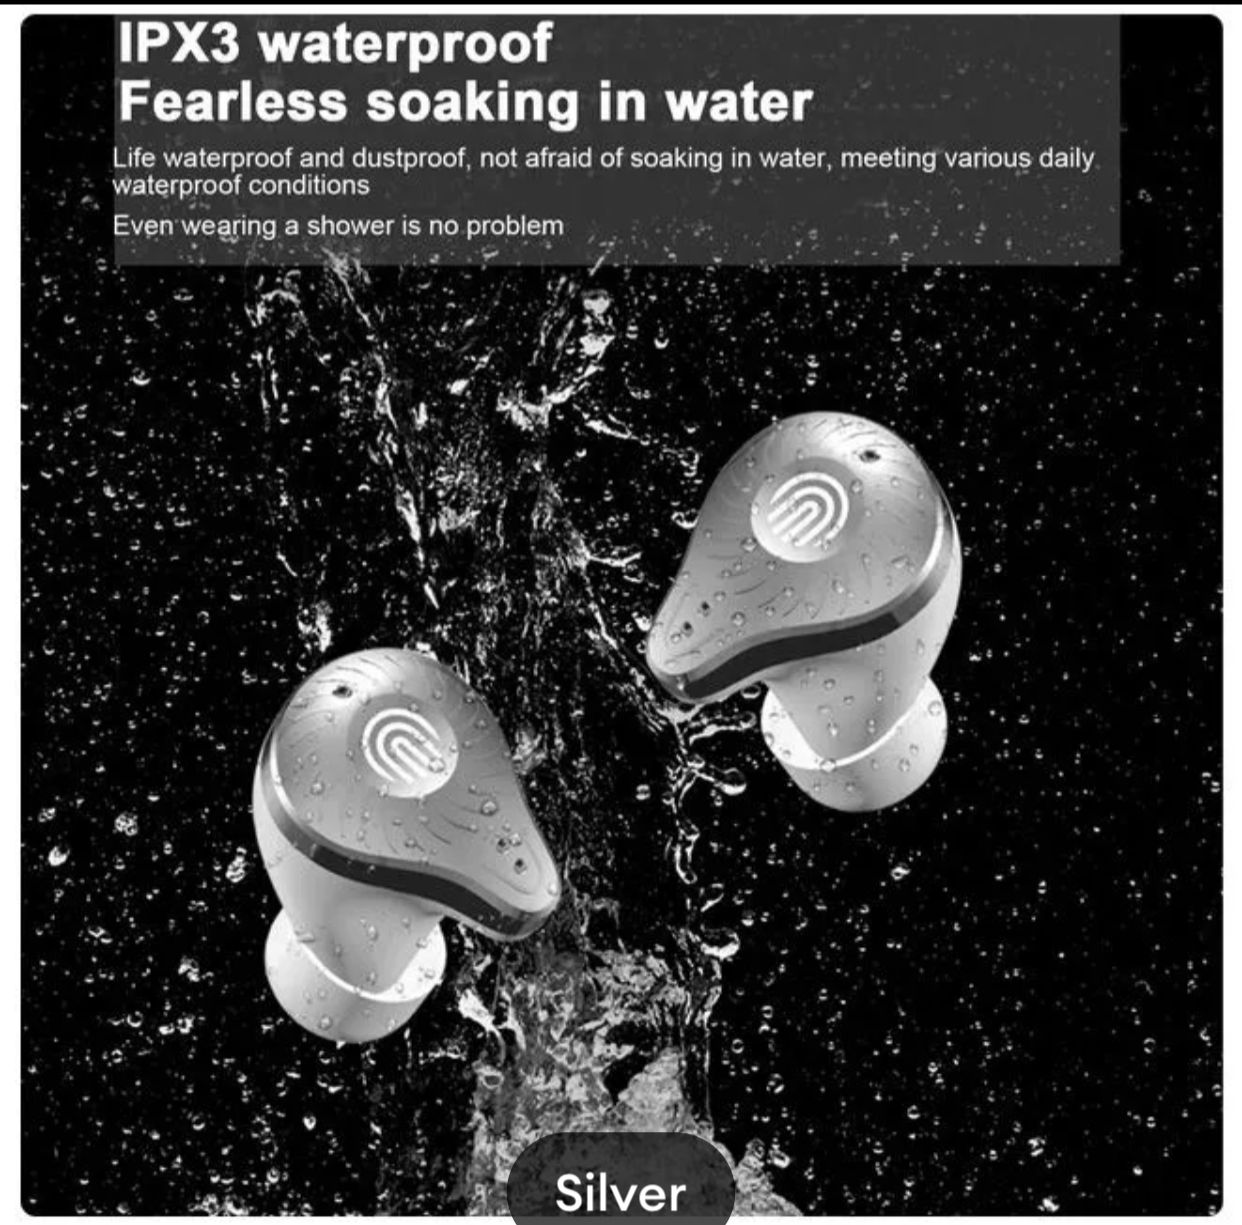 IPX3 waterproof
Fearless soaking in water
Life waterproof and dustproof, not afraid of soaking in water, meeting various daily
waterproof conditions
Even wearing a shower is no problem
Silver